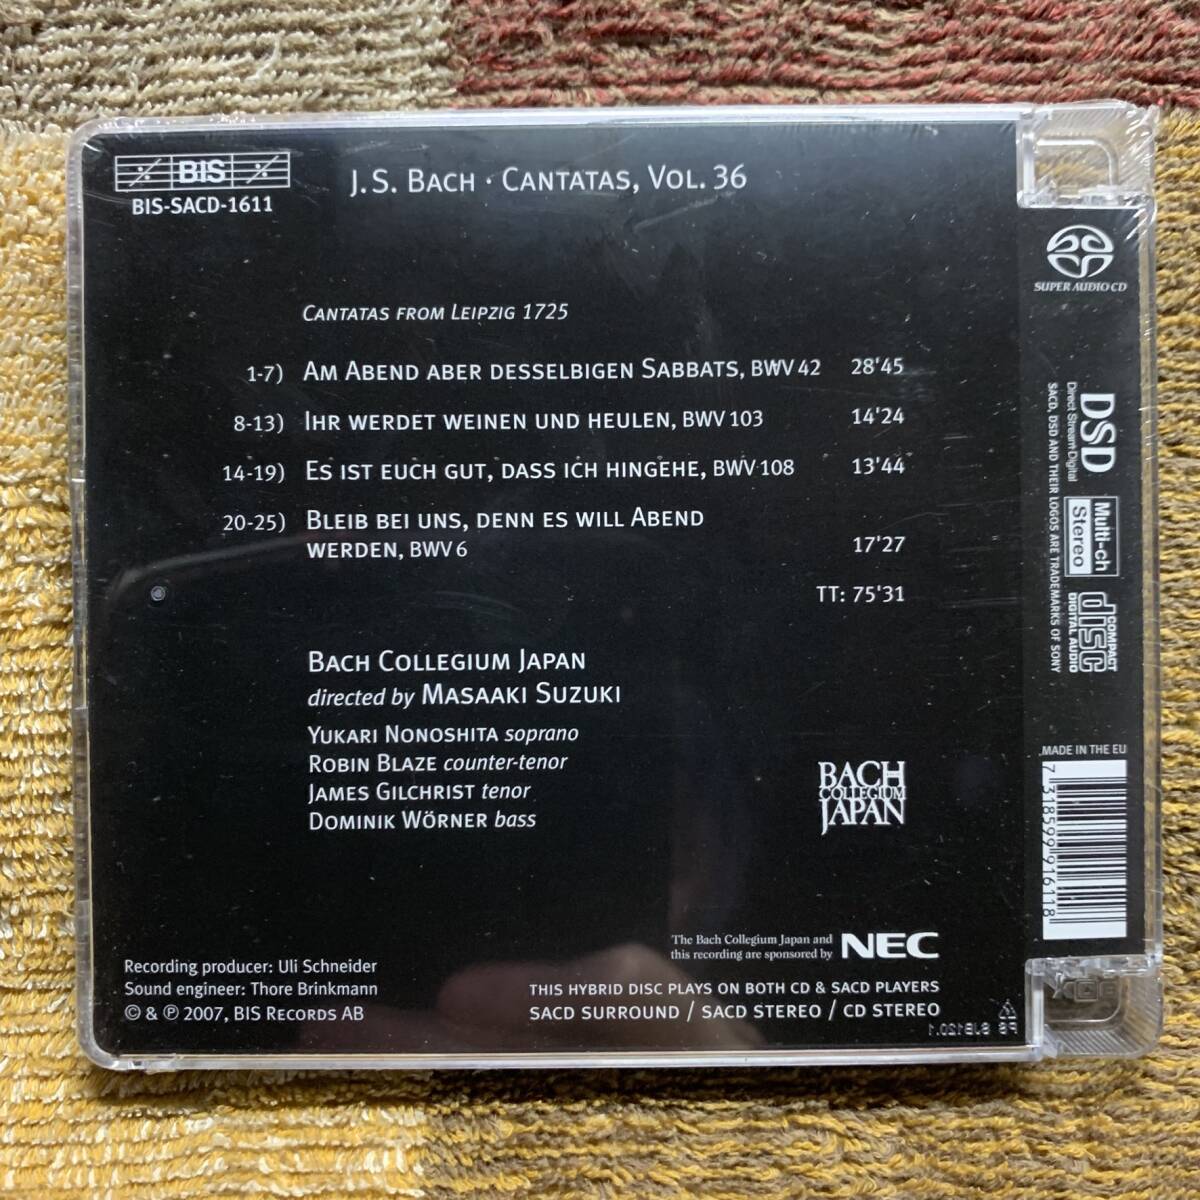 BIS
BIS-SACD-1611
J.S. BACH · CANTATAS, VOL. 36
CANTATAS FROM LEIPZIG 1725
1-7) AM ABEND ABER DESSELBIGEN SABBATS, BWV 42 28'45
8-13) IHR WERDET WEINEN UND HEULEN, BWV 103 14'24
14-19) ES IST EUCH GUT, DASS ICH HINGEHE, BWV 108 13'44
20-25) BLEIB BEI UNS, DENN ES WILL ABEND
WERDEN, BWV 6 17'27
TT: 75'31
BACH COLLEGIUM JAPAN
directed by MASAAKI SUZUKI
YUKARI NONOSHITA soprano
ROBIN BLAZE counter-tenor
JAMES GILCHRIST tenor
DOMINIK WÖRNER bass
BACH
COLLEGIUM
JAPAN
The Bach Collegium Japan and
this recording are sponsored by NEC
Recording producer: Uli Schneider
Sound engineer: Thore Brinkmann
© & ℗ 2007, BIS RECORDS AB
THIS HYBRID DISC PLAYS ON BOTH CD & SACD PLAYERS
SACD SURROUND / SACD STEREO / CD STEREO
SUPER AUDIO CD
DSD
Direct Stream Digital
SACD, DSD AND THEIR LOGOS ARE TRADEMARKS OF SONY
Multi-ch
Stereo
COMPACT
disc
DIGITAL AUDIO
MADE IN THE EU
7 318599 916118